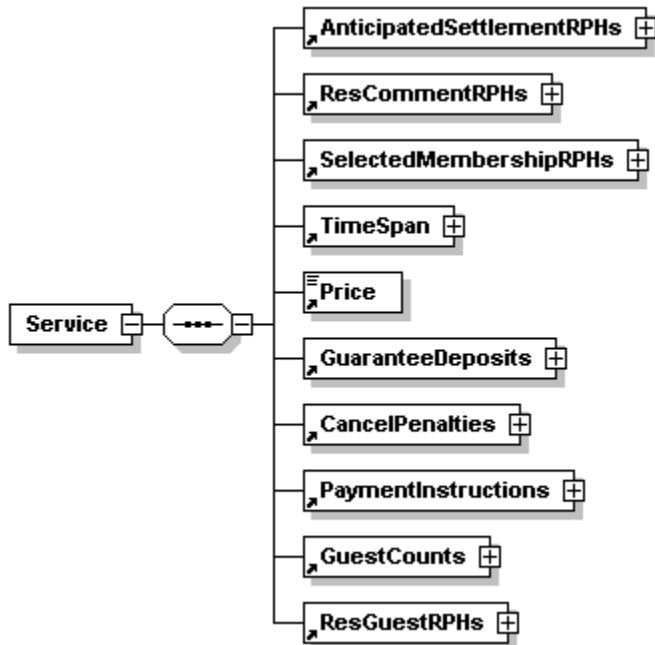 AnticipatedSettlementRPHs
ResCommentRPHs
SelectedMembershipRPHs
TimeSpan
Price
Service
GuaranteeDeposits
CancelPenalties
PaymentInstructions
GuestCounts
ResGuestRPHs